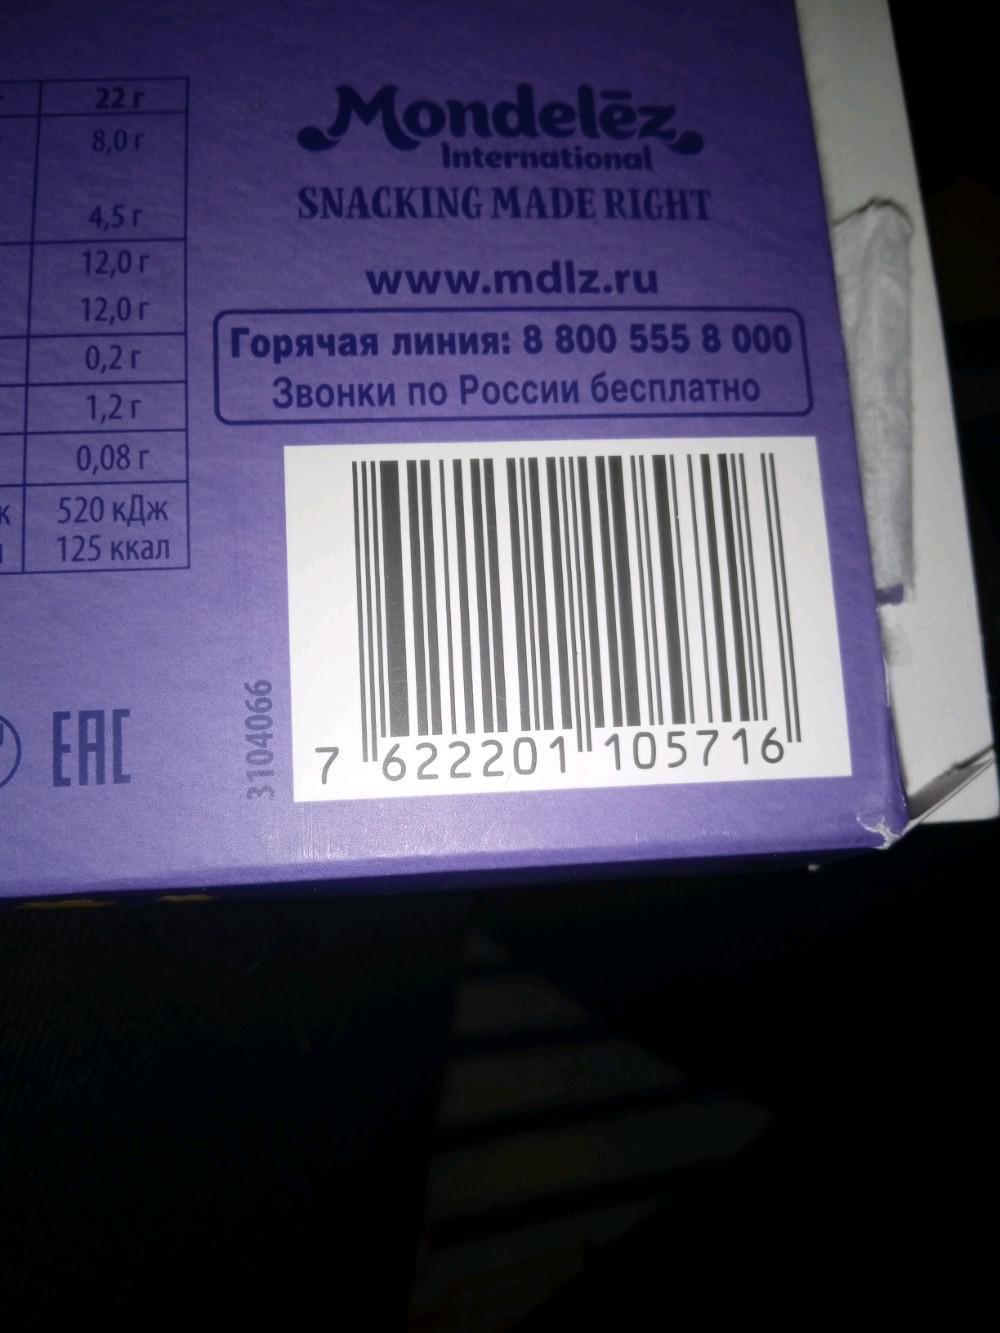 22 г
8,0 г
4,5 г
12,0 г
12,0 г
0,2 г
1,2 г
0,08 г
520 кДж
125 ккал
Mondelēz
International
SNACKING MADE RIGHT
www.mdlz.ru
Горячая линия: 8 800 555 8 000
Звонки по России бесплатно
3104066
7 622201 105716
EAC